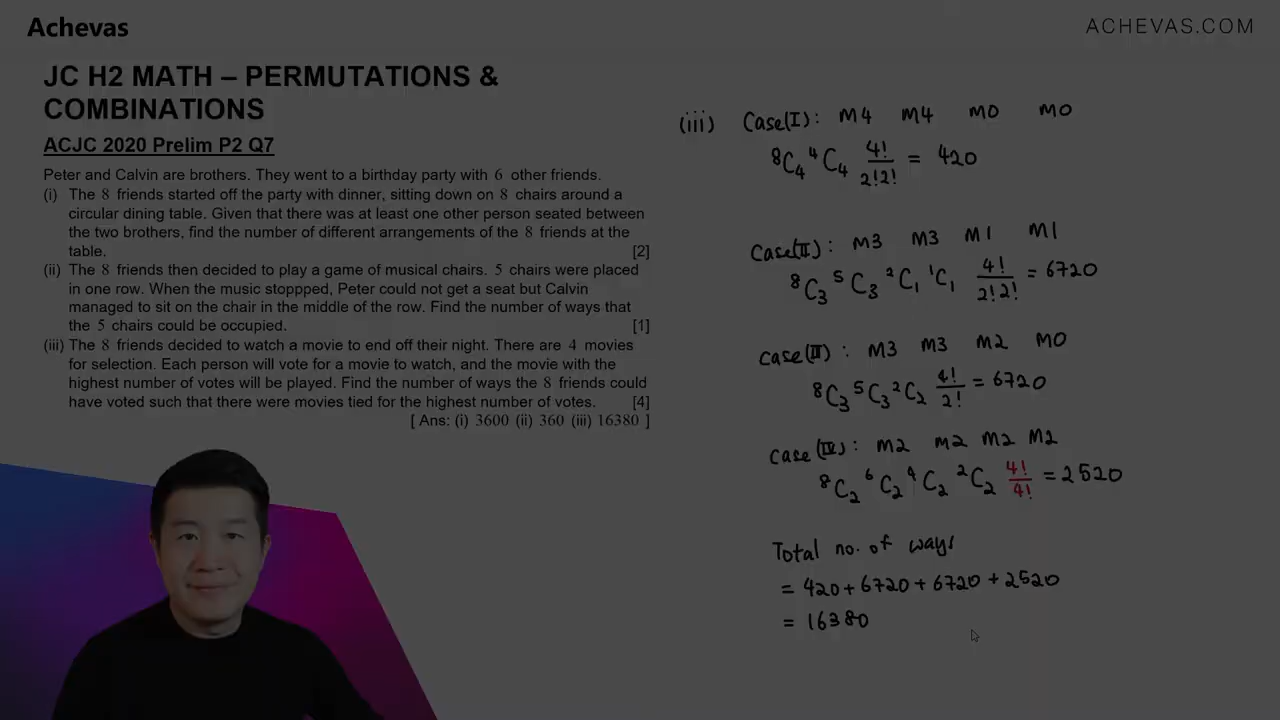 Achevas
ACHEVAS.COM
JC H2 MATH – PERMUTATIONS &
COMBINATIONS
ACJC 2020 Prelim P2 Q7
Peter and Calvin are brothers. They went to a birthday party with 6 other friends.
(i) The 8 friends started off the party with dinner, sitting down on 8 chairs around a
circular dining table. Given that there was at least one other person seated between
the two brothers, find the number of different arrangements of the 8 friends at the
table. [2]
(ii) The 8 friends then decided to play a game of musical chairs. 5 chairs were placed
in one row. When the music stoppped, Peter could not get a seat but Calvin
managed to sit on the chair in the middle of the row. Find the number of ways that
the 5 chairs could be occupied. [1]
(iii) The 8 friends decided to watch a movie to end off their night. There are 4 movies
for selection. Each person will vote for a movie to watch, and the movie with the
highest number of votes will be played. Find the number of ways the 8 friends could
have voted such that there were movies tied for the highest number of votes. [4]
[ Ans: (i) 3600 (ii) 360 (iii) 16380 ]
(iii) Case(I): M4 M4 M0 M0
⁸C₄ ⁴C₄ 4!/2!2! = 420
Case(II): M3 M3 M1 M1
⁸C₃ ⁵C₃ ²C₁ ¹C₁ 4!/2!2! = 6720
Case(III): M3 M3 M2 M0
⁸C₃ ⁵C₃ ²C₂ 4!/2! = 6720
Case(IV): M2 M2 M2 M2
⁸C₂ ⁶C₂ ⁴C₂ ²C₂ 4!/4! = 2520
Total no. of ways
= 420 + 6720 + 6720 + 2520
= 16380